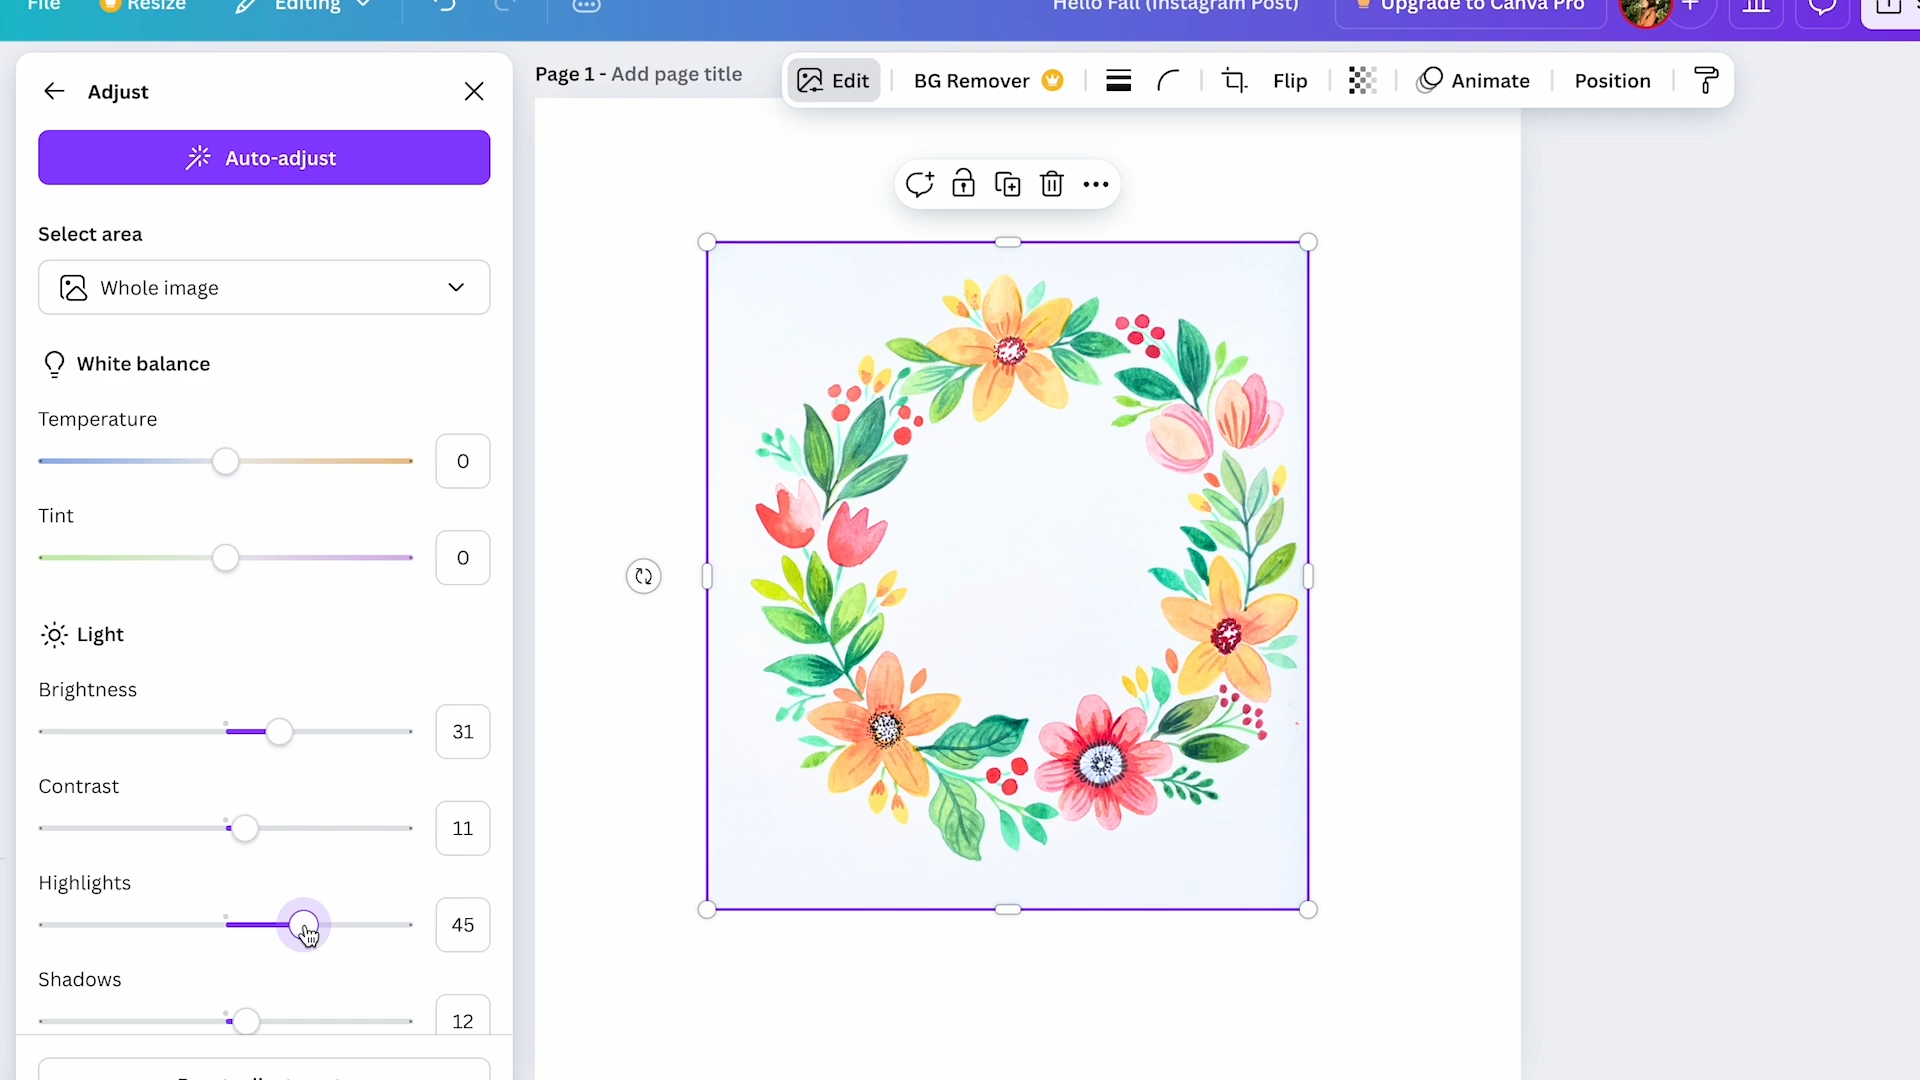 File Resize Editing Hello Fall (Instagram Post) Upgrade to Canva Pro
Adjust
Page 1 - Add page title
Edit BG Remover Flip Animate Position
Auto-adjust
Select area
Whole image
White balance
Temperature
0
Tint
0
Light
Brightness
31
Contrast
11
Highlights
45
Shadows
12